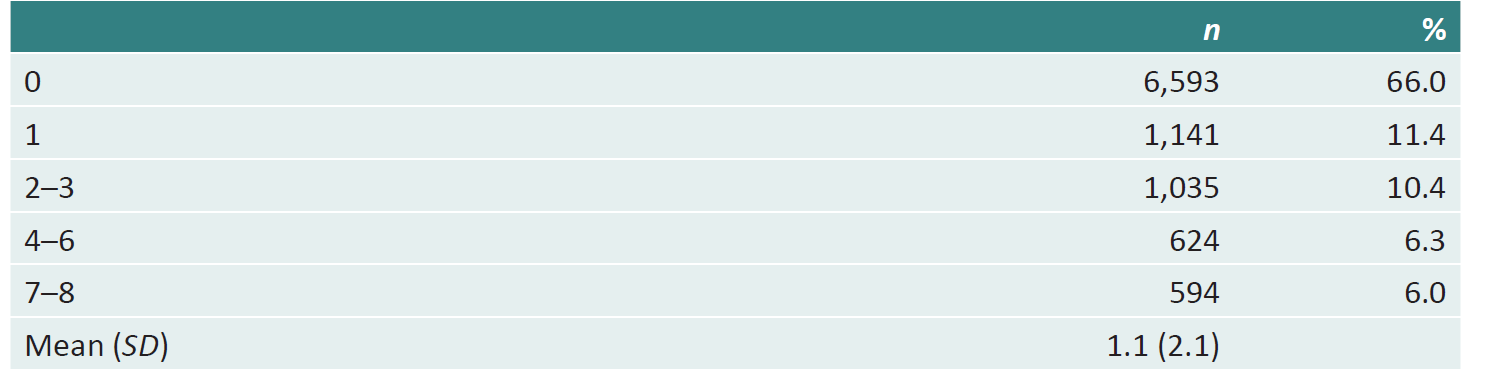 n %
0 6,593 66.0
1 1,141 11.4
2–3 1,035 10.4
4–6 624 6.3
7–8 594 6.0
Mean (SD) 1.1 (2.1)